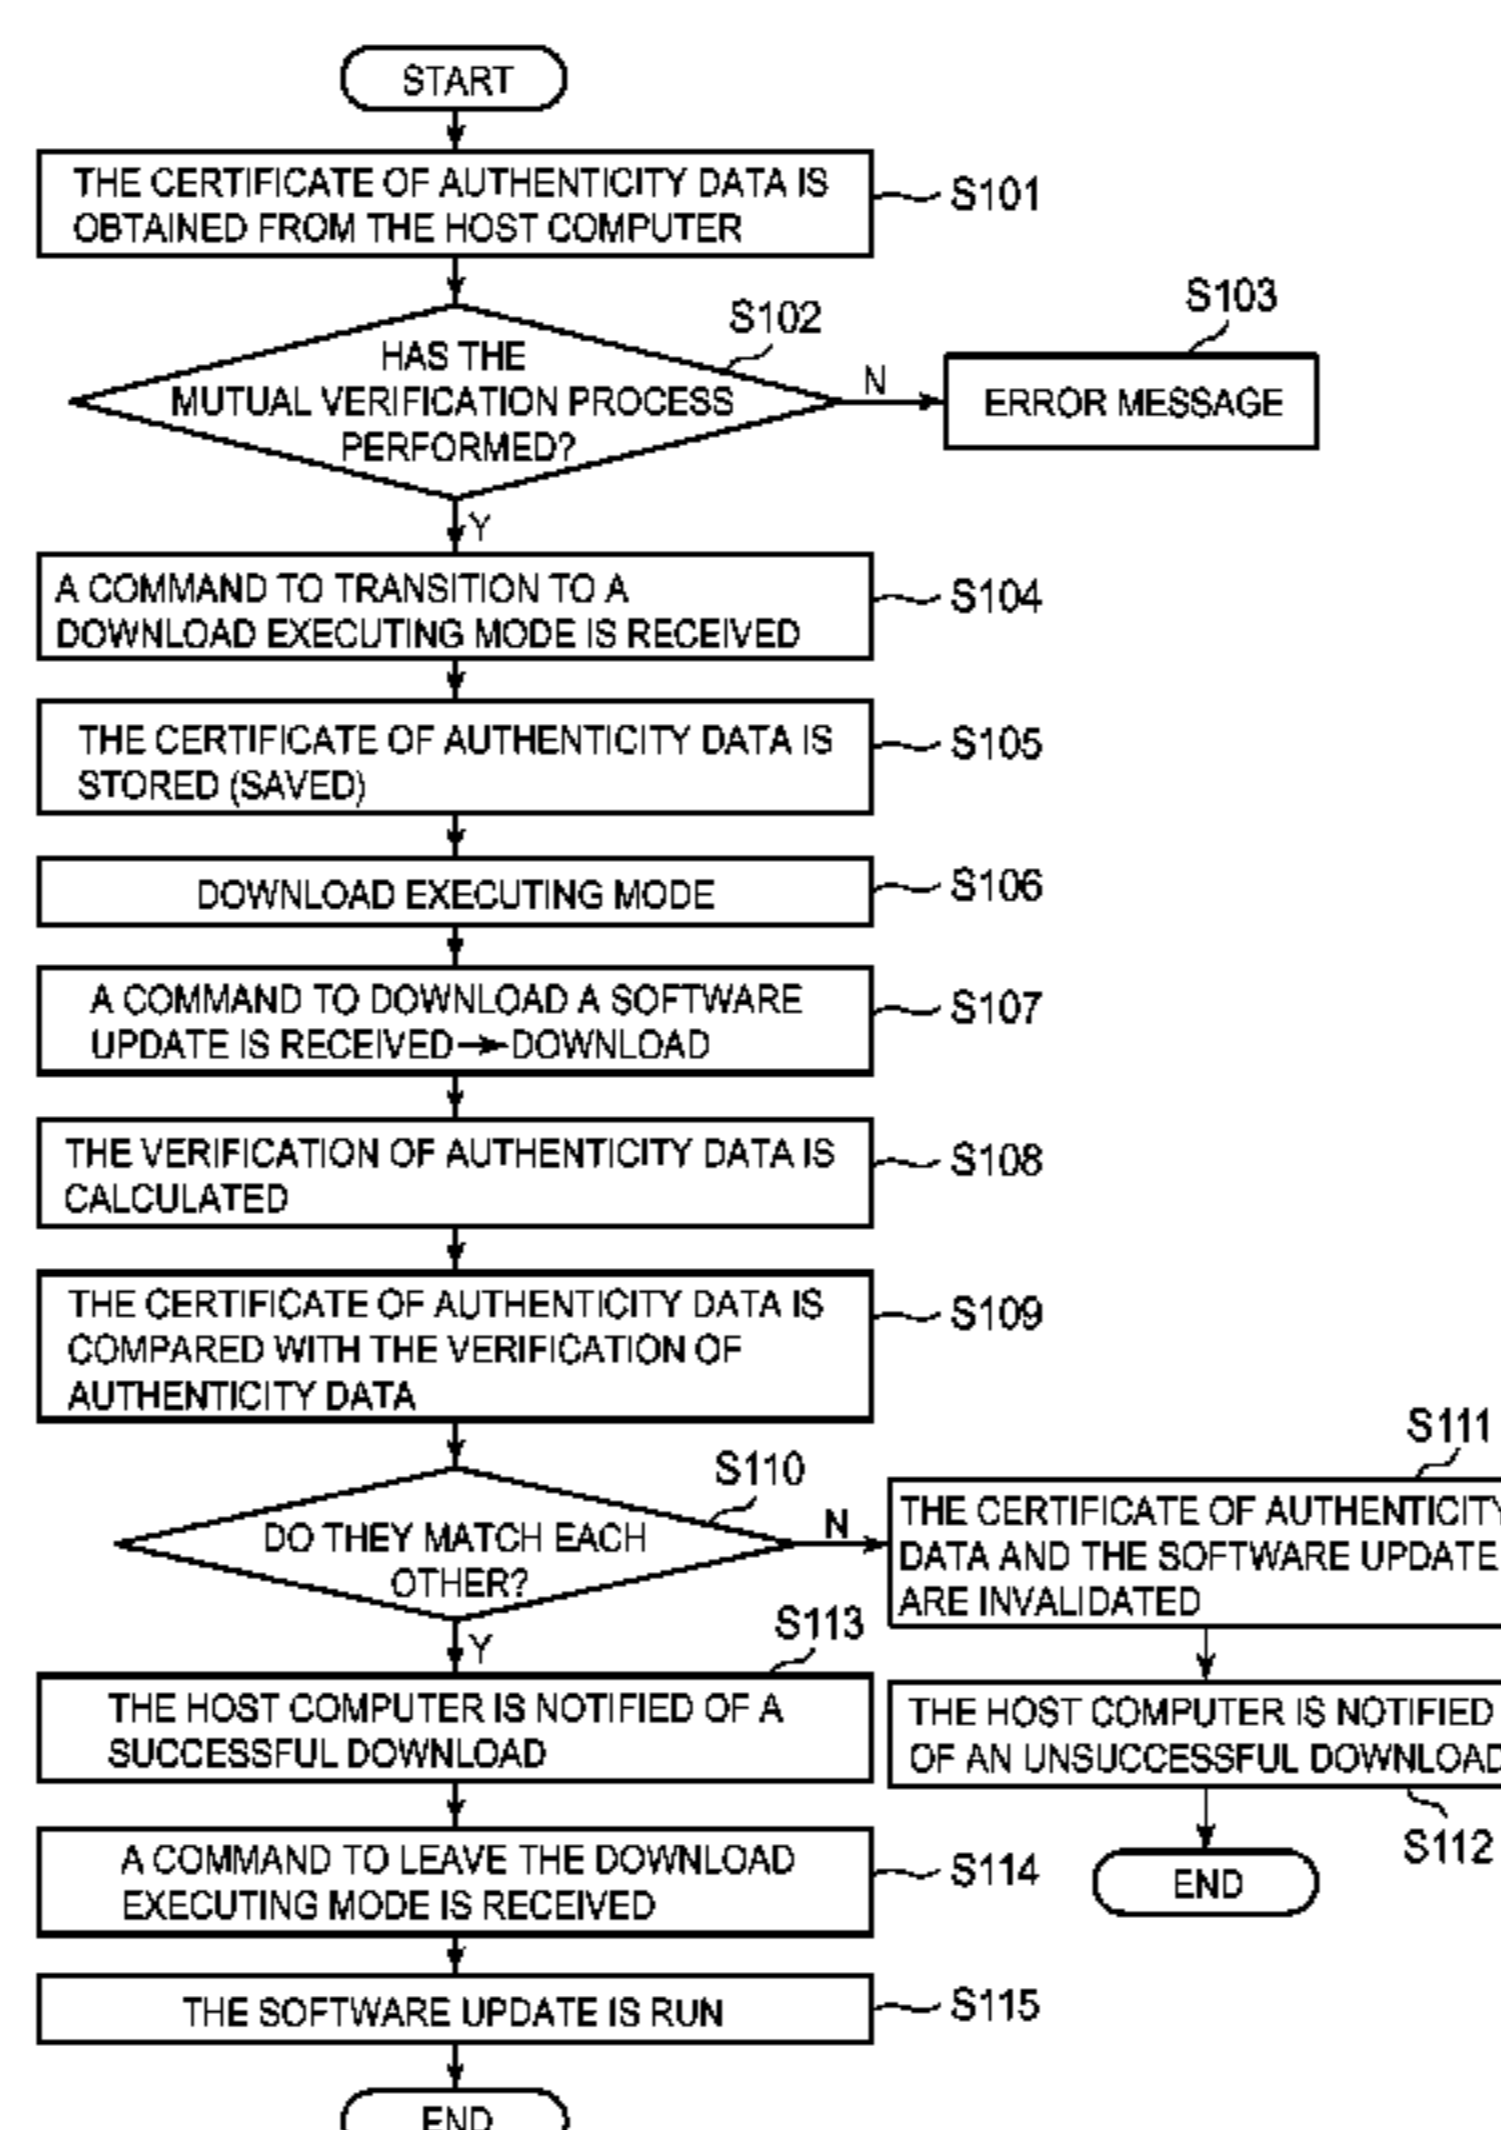 START
THE CERTIFICATE OF AUTHENTICITY DATA IS
OBTAINED FROM THE HOST COMPUTER
S101
S102
HAS THE
MUTUAL VERIFICATION PROCESS
PERFORMED?
N
S103
ERROR MESSAGE
Y
A COMMAND TO TRANSITION TO A
DOWNLOAD EXECUTING MODE IS RECEIVED
S104
THE CERTIFICATE OF AUTHENTICITY DATA IS
STORED (SAVED)
S105
DOWNLOAD EXECUTING MODE
S106
A COMMAND TO DOWNLOAD A SOFTWARE
UPDATE IS RECEIVED→DOWNLOAD
S107
THE VERIFICATION OF AUTHENTICITY DATA IS
CALCULATED
S108
THE CERTIFICATE OF AUTHENTICITY DATA IS
COMPARED WITH THE VERIFICATION OF
AUTHENTICITY DATA
S109
S110
DO THEY MATCH EACH
OTHER?
N
S111
THE CERTIFICATE OF AUTHENTICITY
DATA AND THE SOFTWARE UPDATE
ARE INVALIDATED
Y
S113
THE HOST COMPUTER IS NOTIFIED OF A
SUCCESSFUL DOWNLOAD
THE HOST COMPUTER IS NOTIFIED
OF AN UNSUCCESSFUL DOWNLOAD
S112
END
A COMMAND TO LEAVE THE DOWNLOAD
EXECUTING MODE IS RECEIVED
S114
THE SOFTWARE UPDATE IS RUN
S115
END